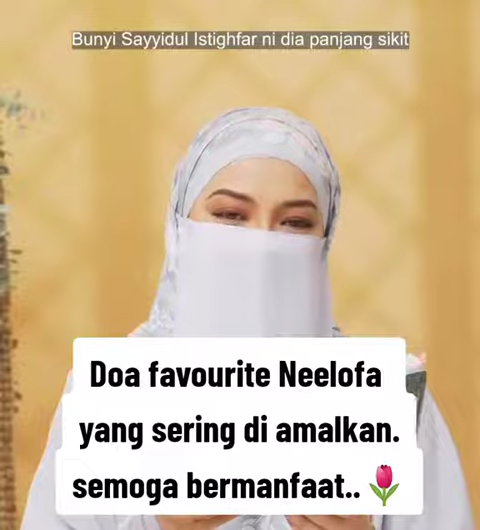 Bunyi Sayyidul Istighfar ni dia panjang sikit
Doa favourite Neelofa
yang sering di amalkan.
semoga bermanfaat..🌷